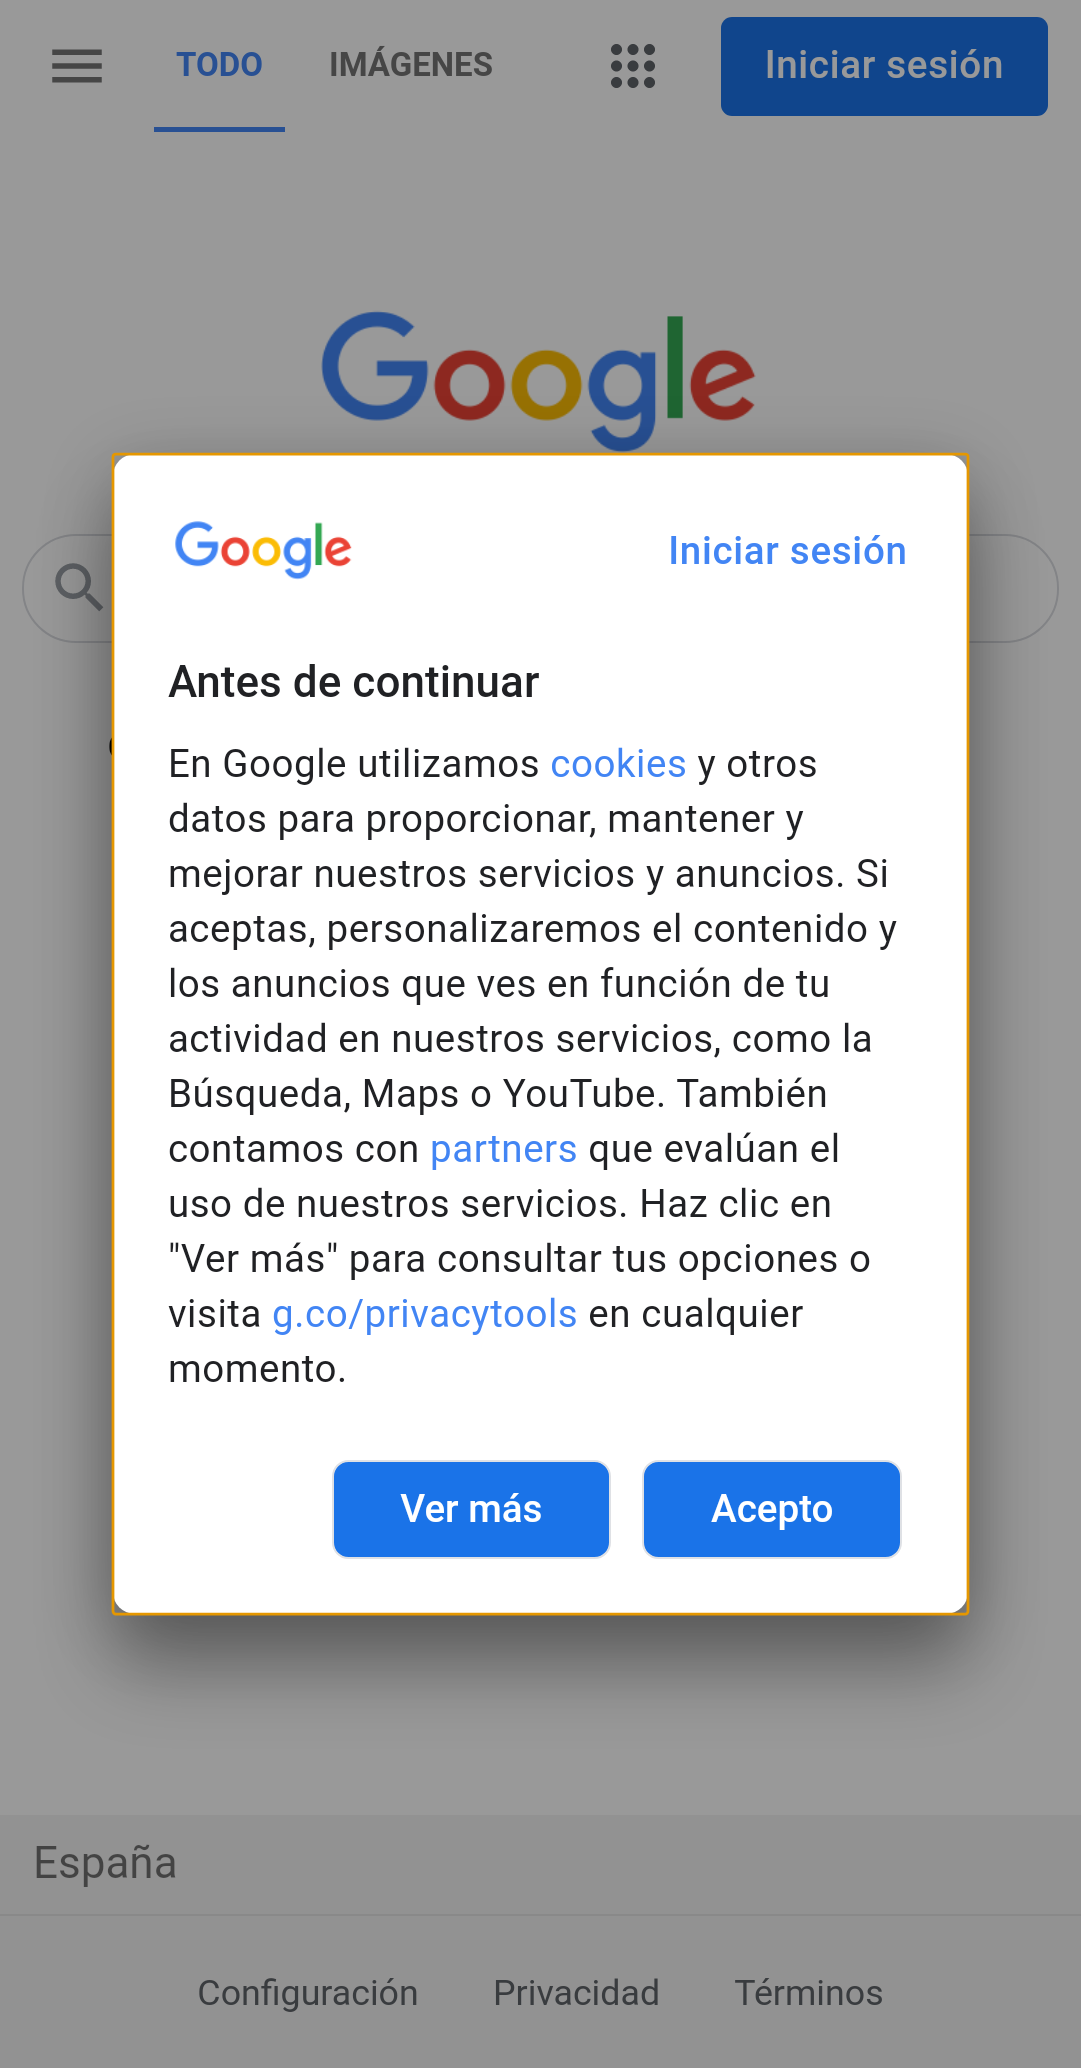 TODO IMÁGENES Iniciar sesión
Google
Google Iniciar sesión
Antes de continuar
En Google utilizamos cookies y otros
datos para proporcionar, mantener y
mejorar nuestros servicios y anuncios. Si
aceptas, personalizaremos el contenido y
los anuncios que ves en función de tu
actividad en nuestros servicios, como la
Búsqueda, Maps o YouTube. También
contamos con partners que evalúan el
uso de nuestros servicios. Haz clic en
"Ver más" para consultar tus opciones o
visita g.co/privacytools en cualquier
momento.
Ver más Acepto
España
Configuración Privacidad Términos